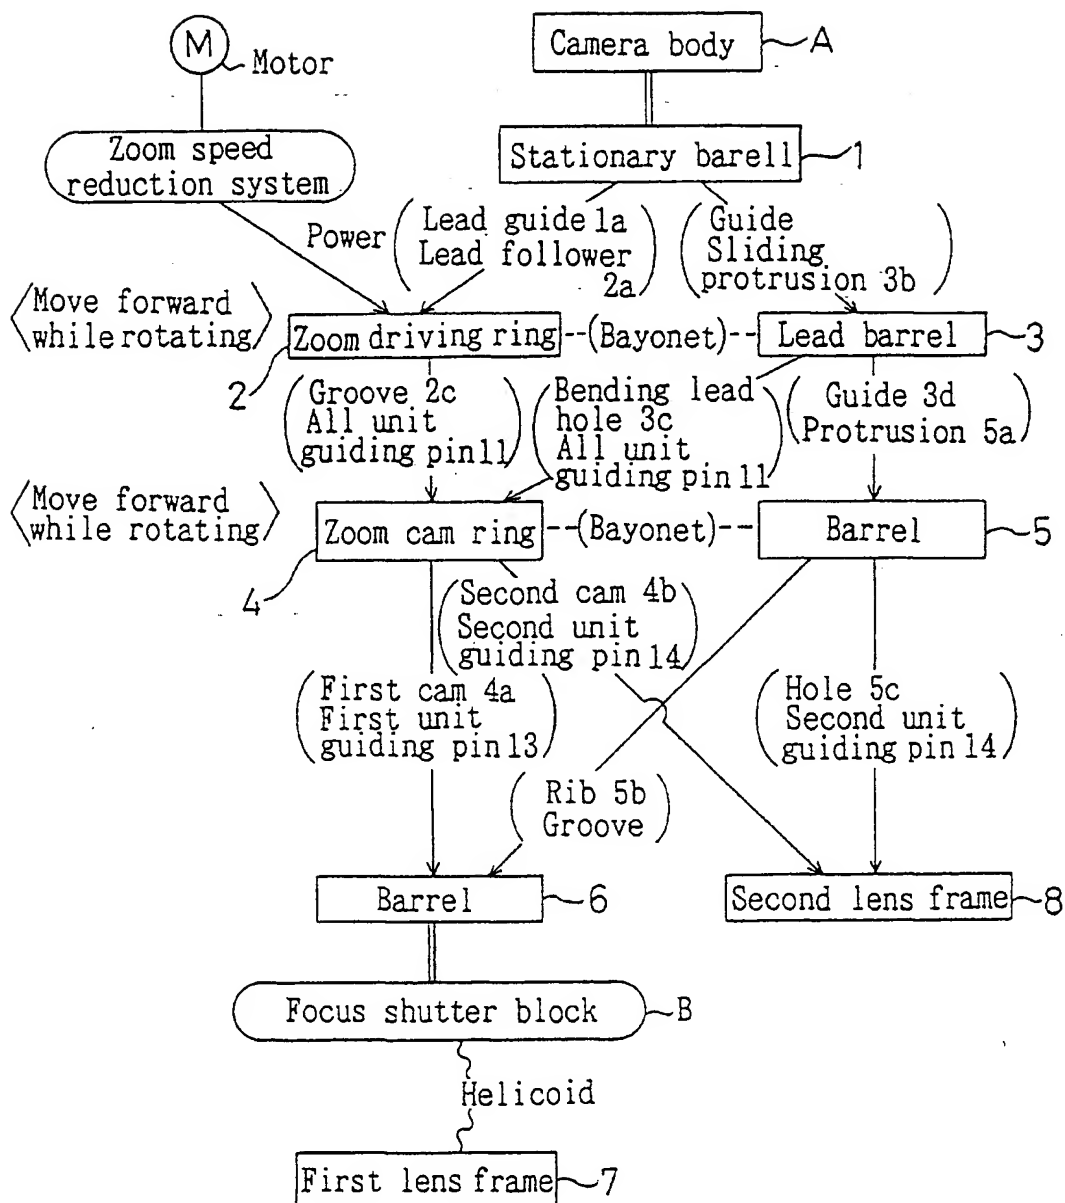 M
Motor
Camera body
A
Zoom speed
reduction system
Stationary barell
1
Power
Lead guide 1a
Lead follower
2a
Guide
Sliding
protrusion 3b
Move forward
while rotating
Zoom driving ring
(Bayonet)
Lead barrel
3
2
Groove 2c
All unit
guiding pin 11
Bending lead
hole 3c
All unit
guiding pin 11
Guide 3d
Protrusion 5a
Move forward
while rotating
Zoom cam ring
(Bayonet)
Barrel
5
4
Second cam 4b
Second unit
guiding pin 14
First cam 4a
First unit
guiding pin 13
Hole 5c
Second unit
guiding pin 14
Rib 5b
Groove
Barrel
6
Second lens frame
8
Focus shutter block
B
Helicoid
First lens frame
7